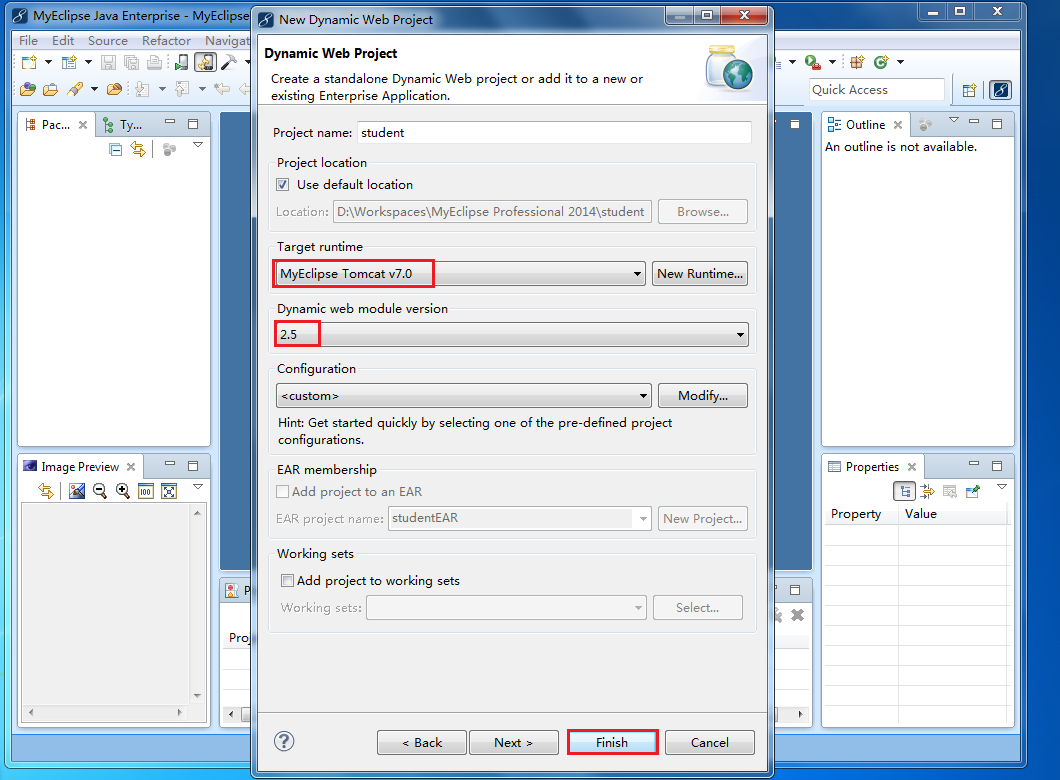 MyEclipse Java Enterprise - MyEclipse
File Edit Source Refactor Navigat
Quick Access
Pac...
Ty...
Outline
An outline is not available.
Image Preview
100
Properties
Property Value
P
Proj
New Dynamic Web Project
Dynamic Web Project
Create a standalone Dynamic Web project or add it to a new or
existing Enterprise Application.
Project name: student
Project location
Use default location
Location: D:\Workspaces\MyEclipse Professional 2014\student Browse...
Target runtime
MyEclipse Tomcat v7.0 New Runtime...
Dynamic web module version
2.5
Configuration
<custom> Modify...
Hint: Get started quickly by selecting one of the pre-defined project
configurations.
EAR membership
Add project to an EAR
EAR project name: studentEAR New Project...
Working sets
Add project to working sets
Working sets: Select...
?
< Back Next > Finish Cancel